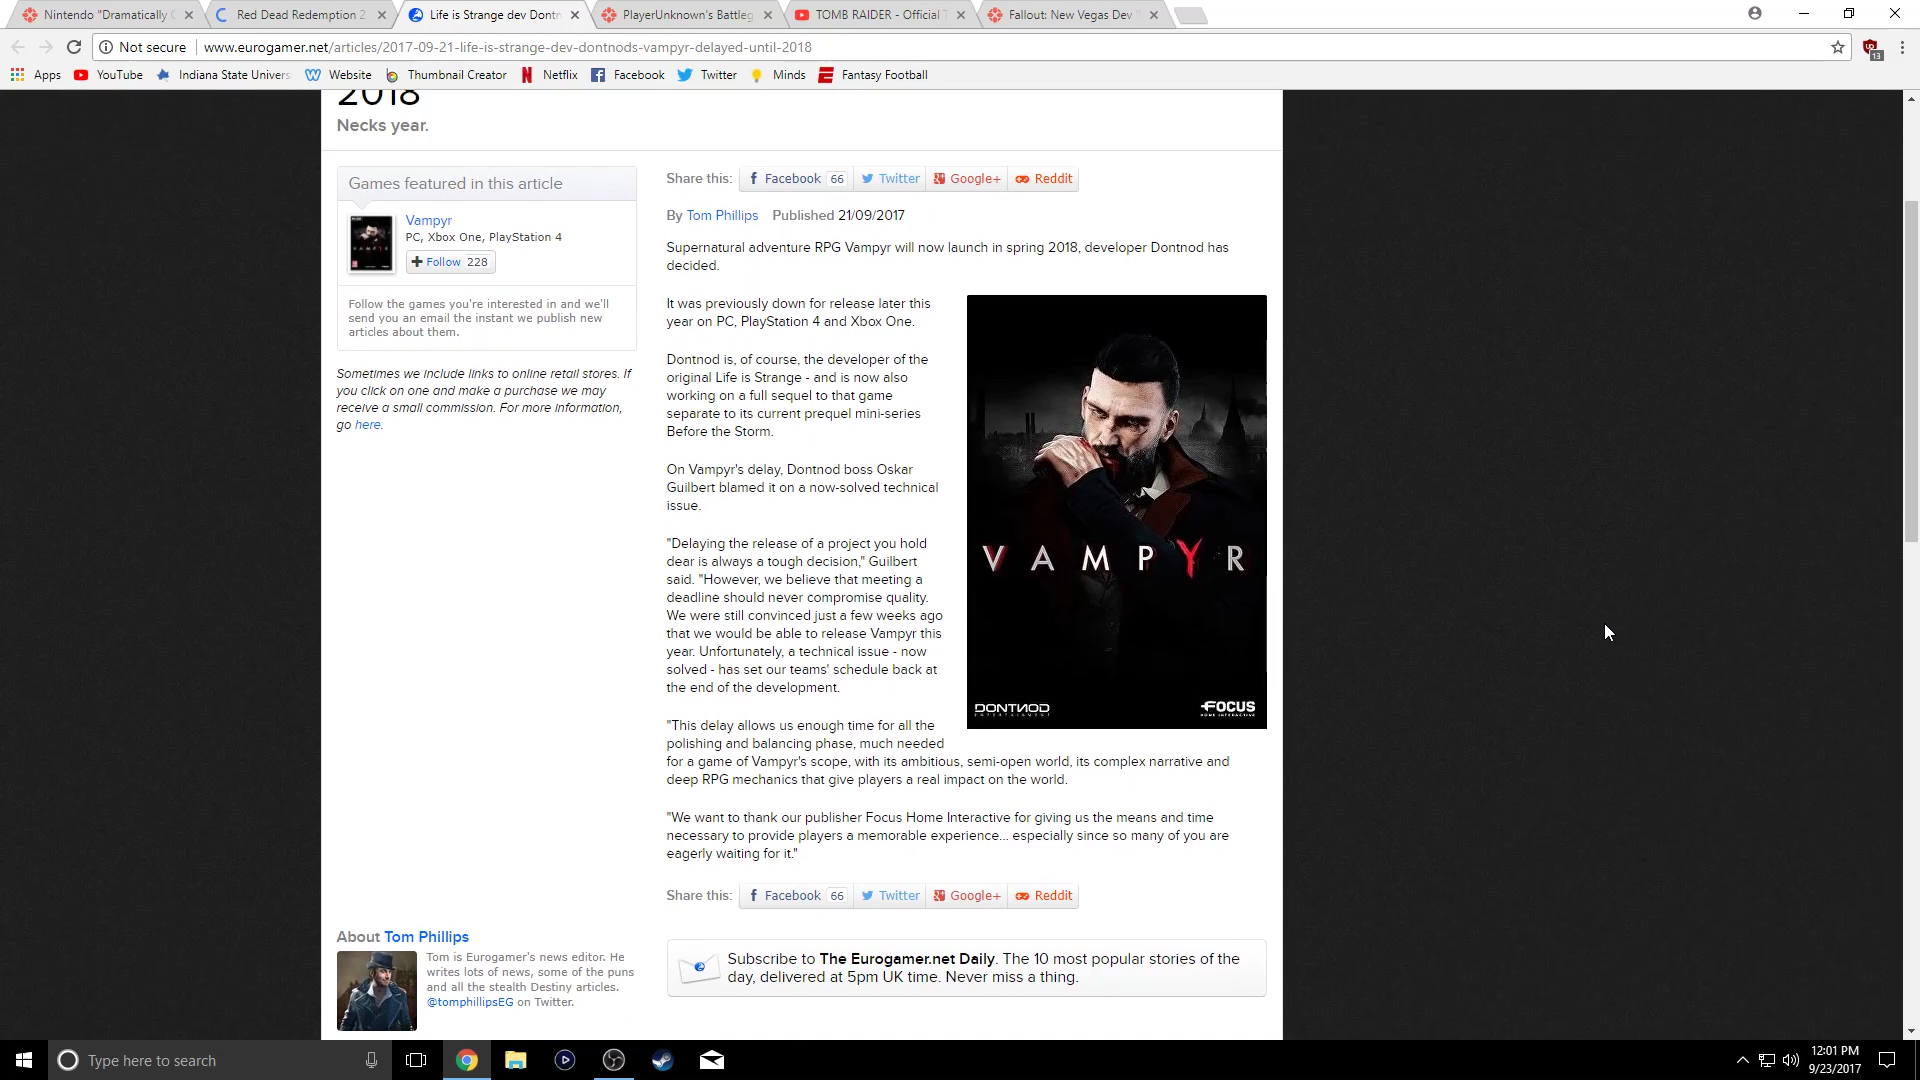 Nintendo "Dramatically
Red Dead Redemption 2
Life is Strange dev Dontn
PlayerUnknown's Battleg
TOMB RAIDER - Official
Fallout: New Vegas Dev
Not secure
www.eurogamer.net/articles/2017-09-21-life-is-strange-dev-dontnods-vampyr-delayed-until-2018
13
Apps YouTube Indiana State Univers Website Thumbnail Creator Netflix Facebook Twitter Minds Fantasy Football
2018
Necks year.
Games featured in this article
Vampyr
PC, Xbox One, PlayStation 4
Follow 228
Follow the games you're interested in and we'll
send you an email the instant we publish new
articles about them.
Sometimes we include links to online retail stores. If
you click on one and make a purchase we may
receive a small commission. For more information,
go here.
Share this: Facebook 66 Twitter Google+ Reddit
By Tom Phillips Published 21/09/2017
Supernatural adventure RPG Vampyr will now launch in spring 2018, developer Dontnod has
decided.
It was previously down for release later this
year on PC, PlayStation 4 and Xbox One.
Dontnod is, of course, the developer of the
original Life is Strange - and is now also
working on a full sequel to that game
separate to its current prequel mini-series
Before the Storm.
On Vampyr's delay, Dontnod boss Oskar
Guilbert blamed it on a now-solved technical
issue.
"Delaying the release of a project you hold
dear is always a tough decision," Guilbert
said. "However, we believe that meeting a
deadline should never compromise quality.
We were still convinced just a few weeks ago
that we would be able to release Vampyr this
year. Unfortunately, a technical issue - now
solved - has set our teams' schedule back at
the end of the development.
VAMPYR
DONTNOD
ENTERTAINMENT
FOCUS
HOME INTERACTIVE
"This delay allows us enough time for all the
polishing and balancing phase, much needed
for a game of Vampyr's scope, with its ambitious, semi-open world, its complex narrative and
deep RPG mechanics that give players a real impact on the world.
"We want to thank our publisher Focus Home Interactive for giving us the means and time
necessary to provide players a memorable experience... especially since so many of you are
eagerly waiting for it."
Share this: Facebook 66 Twitter Google+ Reddit
About Tom Phillips
Tom is Eurogamer's news editor. He
writes lots of news, some of the puns
and all the stealth Destiny articles.
@tomphillipsEG on Twitter.
Subscribe to The Eurogamer.net Daily. The 10 most popular stories of the
day, delivered at 5pm UK time. Never miss a thing.
Type here to search
12:01 PM
9/23/2017